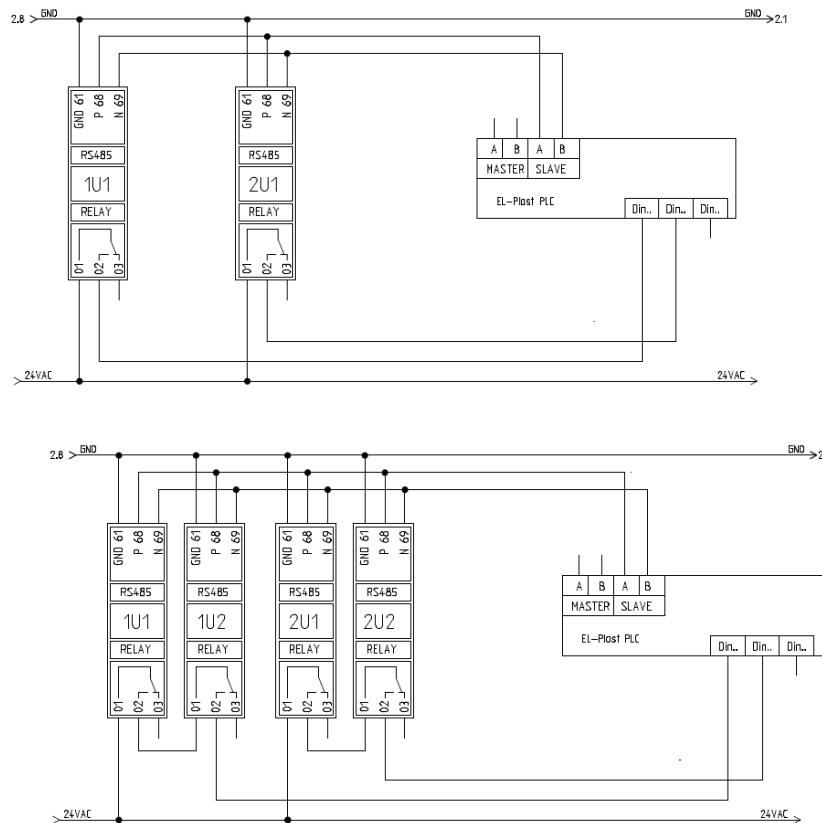 2.8 GND GND 2.1
GND 61 P 68 N 69 GND 61 P 68 N 69
RS485 RS485
1U1 2U1
RELAY RELAY
01 02 03 01 02 03
A B A B
MASTER SLAVE
EL-Plast PLC
Din.. Din.. Din..
24VAC 24VAC
2.8 GND GND 2
GND 61 P 68 N 69 GND 61 P 68 N 69 GND 61 P 68 N 69 GND 61 P 68 N 69
RS485 RS485 RS485 RS485
1U1 1U2 2U1 2U2
RELAY RELAY RELAY RELAY
01 02 03 01 02 03 01 02 03 01 02 03
A B A B
MASTER SLAVE
EL-Plast PLC
Din.. Din.. Din..
24VAC 24VAC